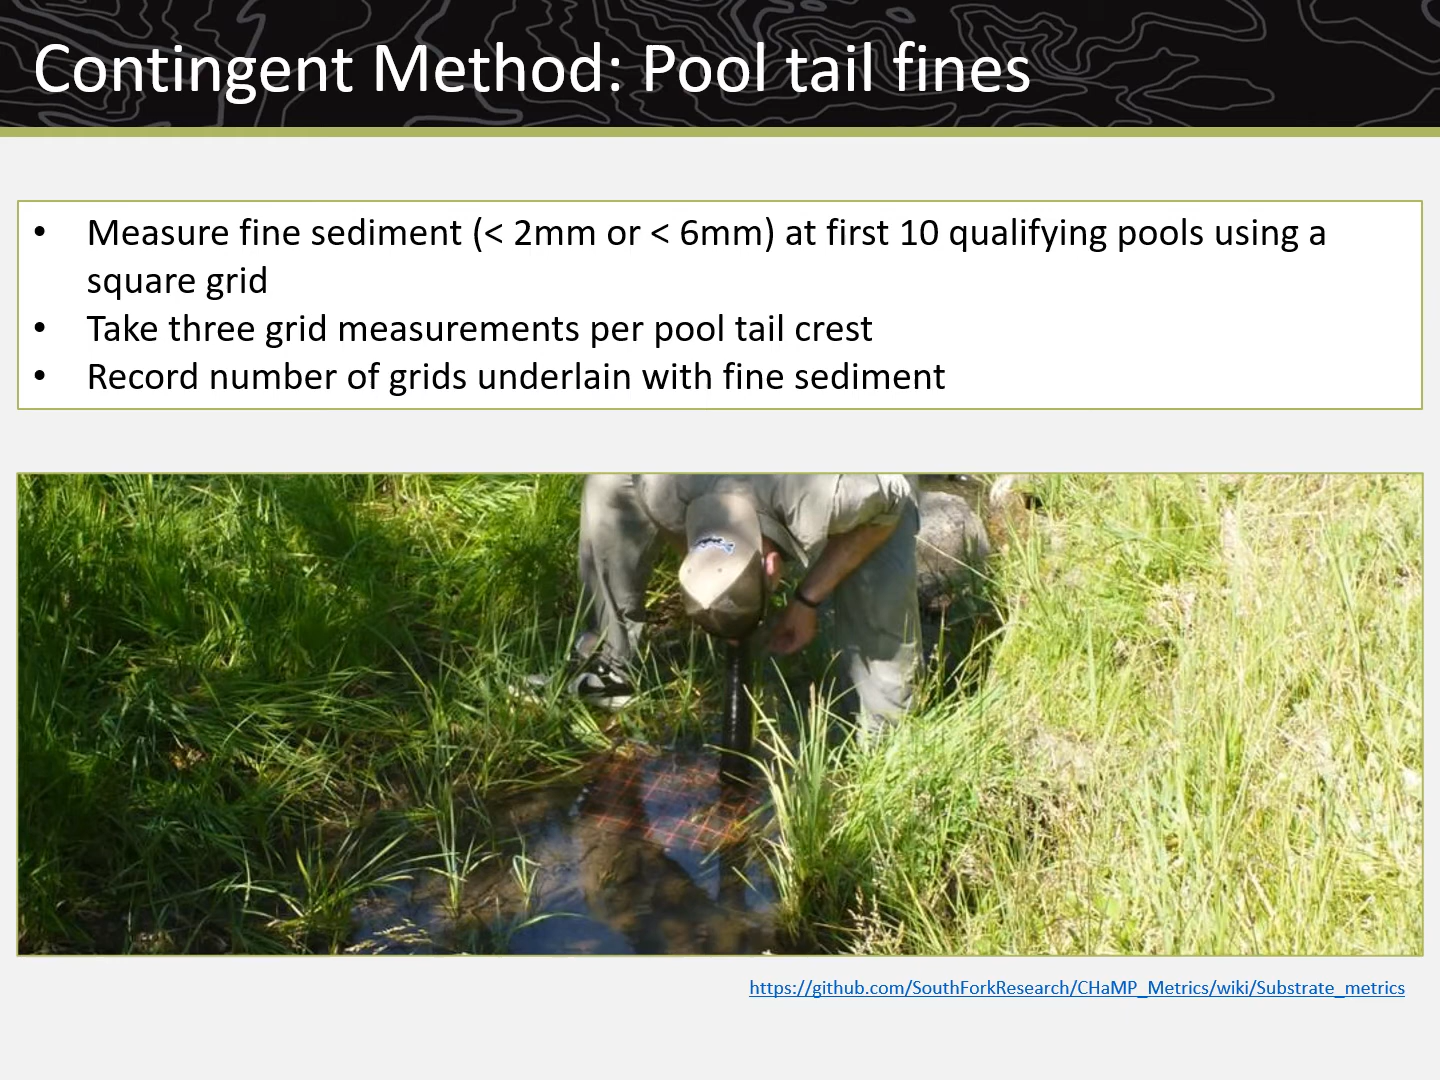 Contingent Method: Pool tail fines
• Measure fine sediment (< 2mm or < 6mm) at first 10 qualifying pools using a
square grid
• Take three grid measurements per pool tail crest
• Record number of grids underlain with fine sediment
https://github.com/SouthForkResearch/CHaMP_Metrics/wiki/Substrate_metrics